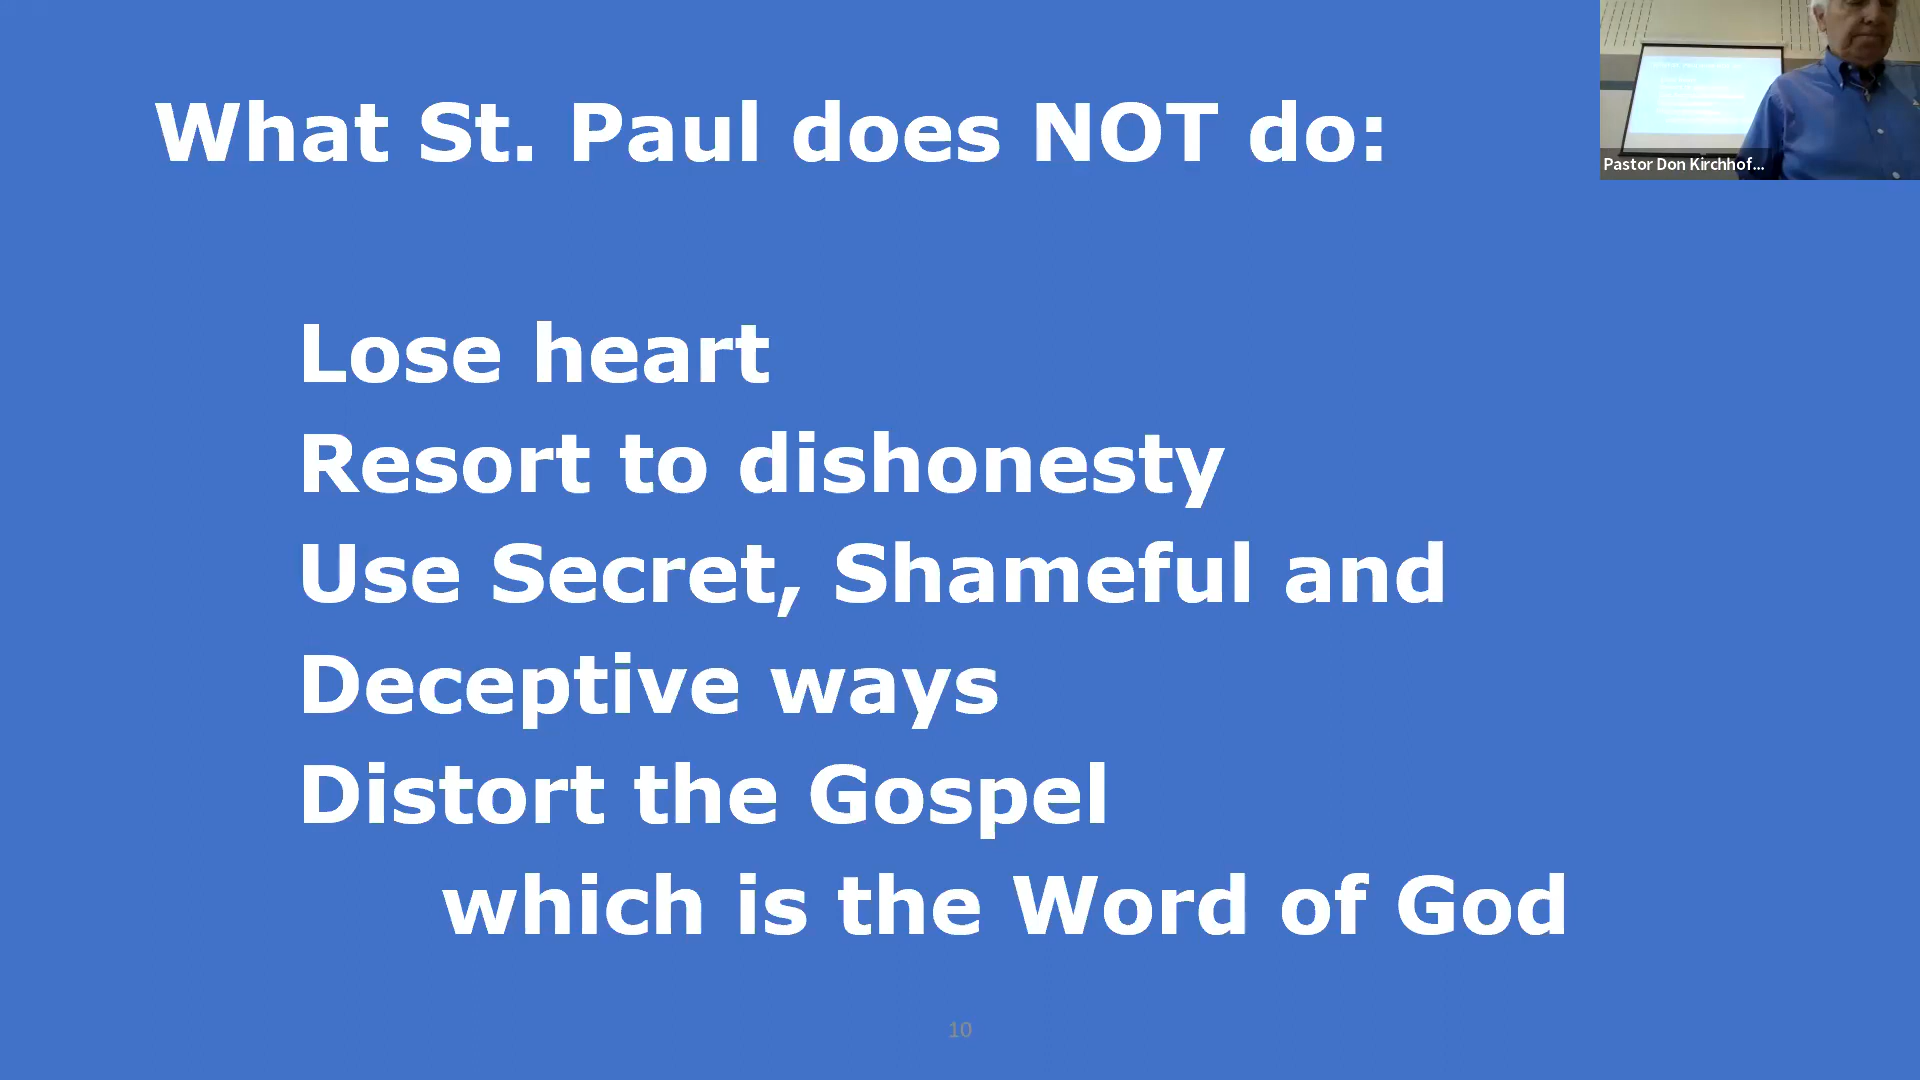 What St. Paul does NOT do:
Pastor Don Kirchhof...
Lose heart
Resort to dishonesty
Use Secret, Shameful and
Deceptive ways
Distort the Gospel
which is the Word of God
10